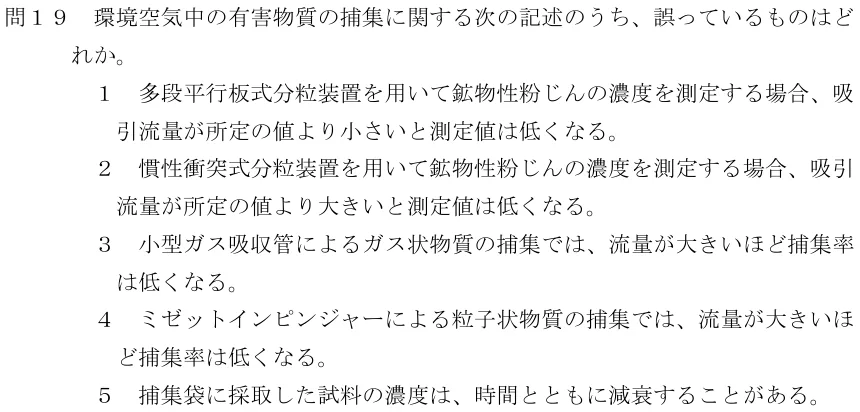 問１９　環境空気中の有害物質の捕集に関する次の記述のうち、誤っているものはど
れか。
１　多段平行板式分粒装置を用いて鉱物性粉じんの濃度を測定する場合、吸
引流量が所定の値より小さいと測定値は低くなる。
２　慣性衝突式分粒装置を用いて鉱物性粉じんの濃度を測定する場合、吸引
流量が所定の値より大きいと測定値は低くなる。
３　小型ガス吸収管によるガス状物質の捕集では、流量が大きいほど捕集率
は低くなる。
４　ミゼットインピンジャーによる粒子状物質の捕集では、流量が大きいほ
ど捕集率は低くなる。
５　捕集袋に採取した試料の濃度は、時間とともに減衰することがある。